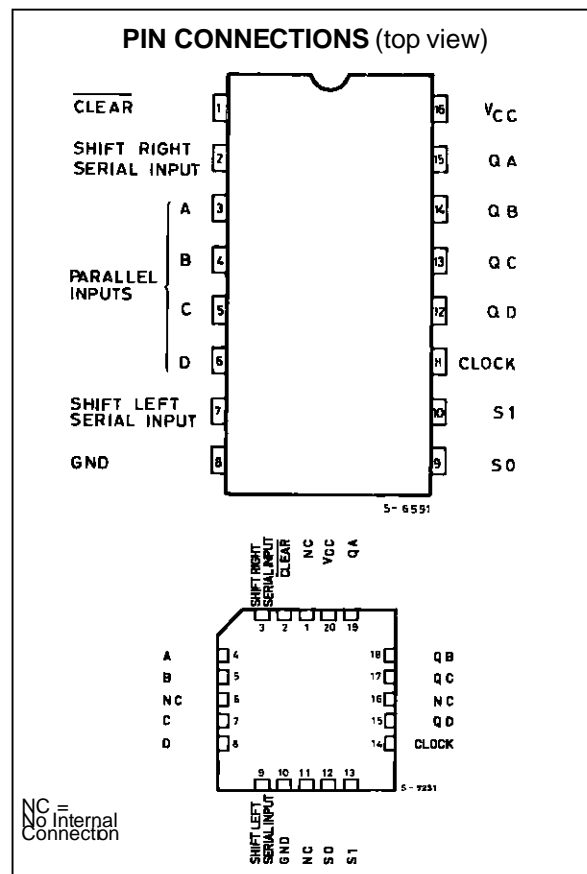 PIN CONNECTIONS (top view)
CLEAR 1 16 VCC
SHIFT RIGHT
SERIAL INPUT 2 15 QA
A 3 14 QB
B 4 13 QC
PARALLEL
INPUTS
C 5 12 QD
D 6 11 CLOCK
SHIFT LEFT
SERIAL INPUT 7 10 S1
GND 8 9 S0
S-6591
SHIFT RIGHT
SERIAL INPUT
CLEAR
NC
VCC
QA
3 2 1 20 19
A 4 18 QB
B 5 17 QC
NC 6 16 NC
C 7 15 QD
D 8 14 CLOCK
9 10 11 12 13
S-7231
SHIFT LEFT
SERIAL INPUT
GND
NC
S0
S1
NC =
No Internal
Connection